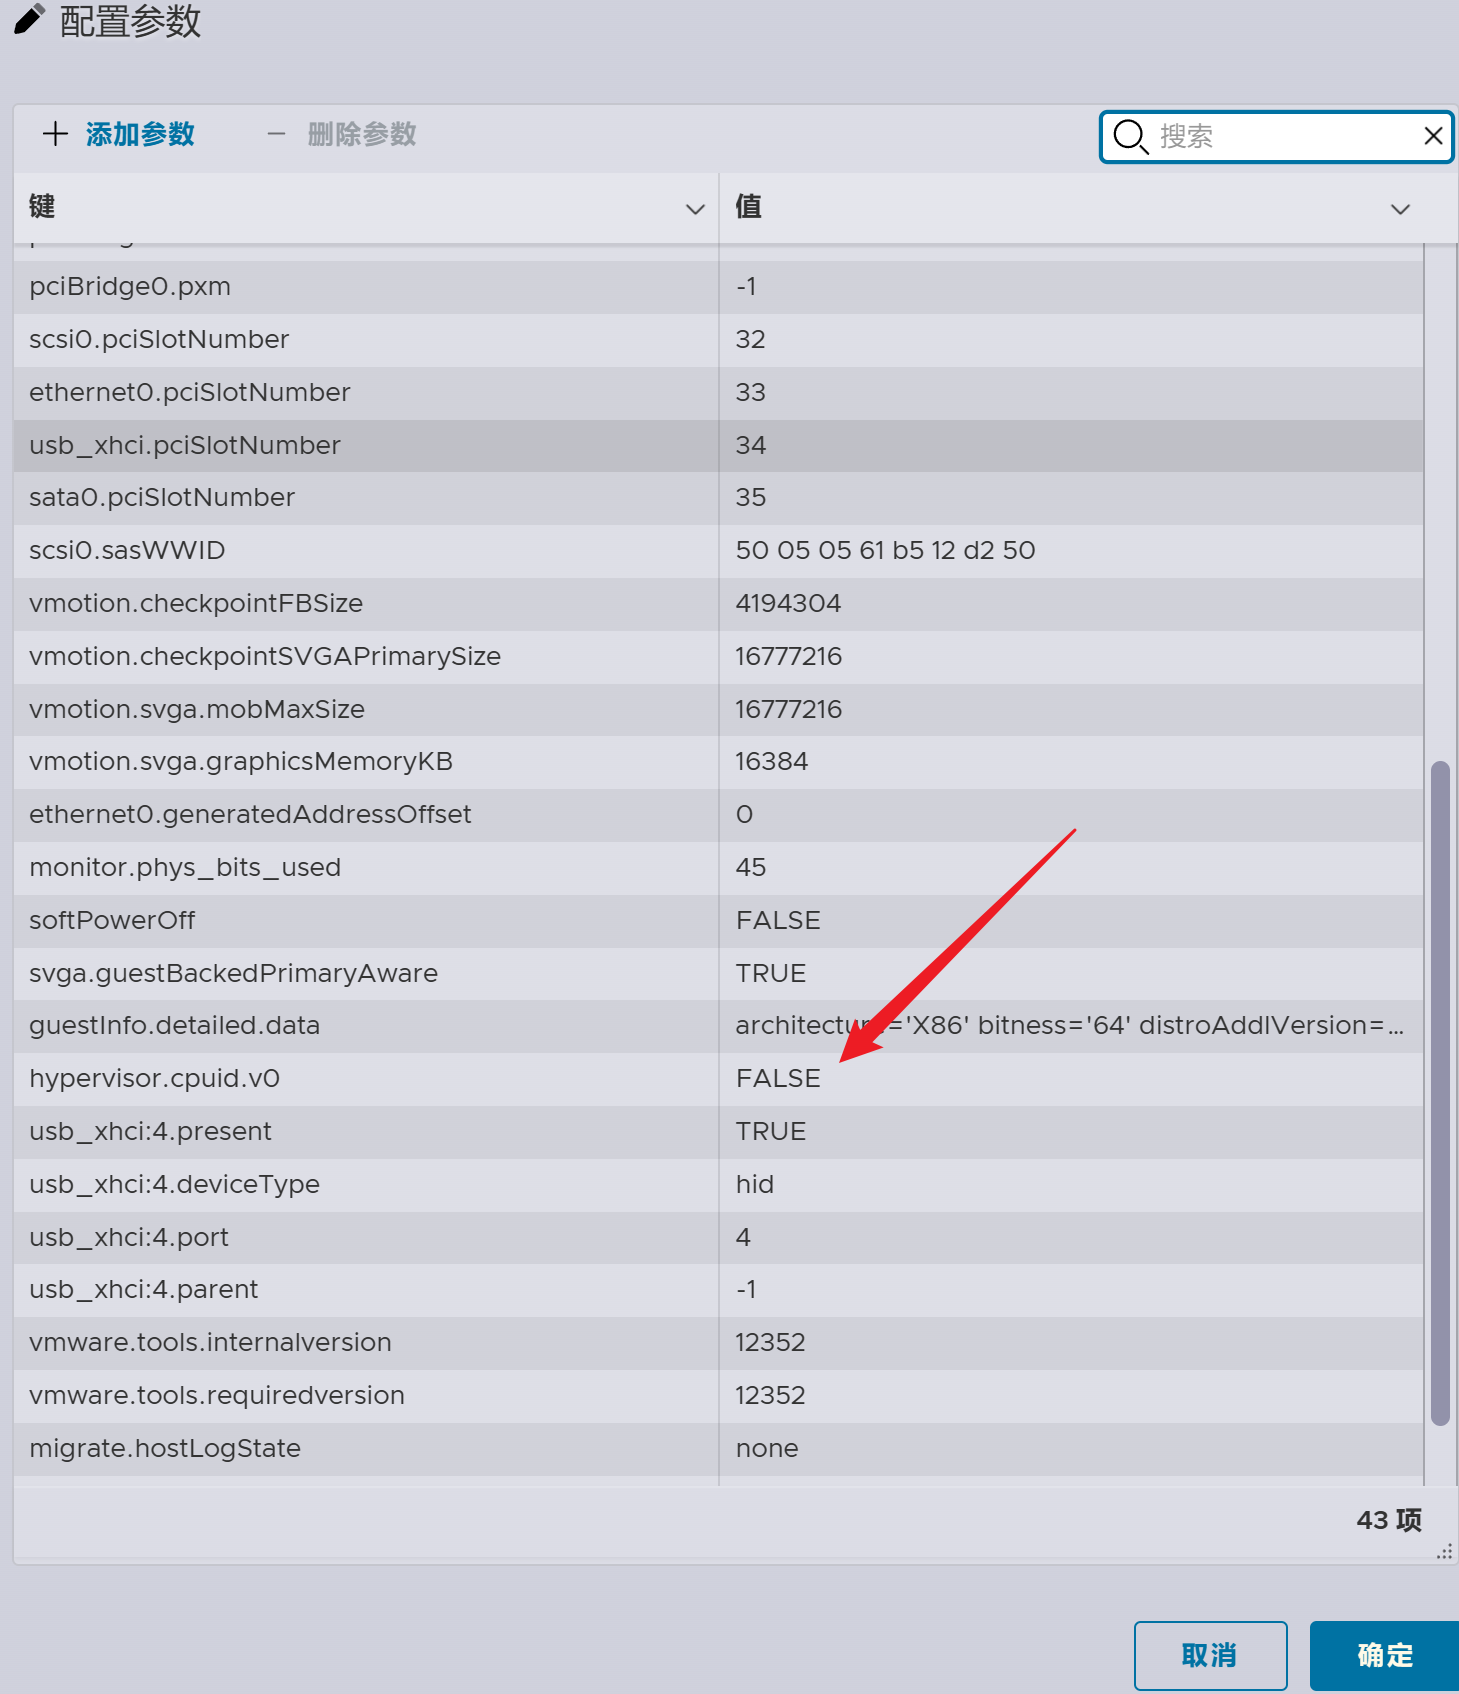 配置参数
添加参数
删除参数
搜索
键 值
pciBridge0.pxm -1
scsi0.pciSlotNumber 32
ethernet0.pciSlotNumber 33
usb_xhci.pciSlotNumber 34
sata0.pciSlotNumber 35
scsi0.sasWWID 50 05 05 61 b5 12 d2 50
vmotion.checkpointFBSize 4194304
vmotion.checkpointSVGAPrimarySize 16777216
vmotion.svga.mobMaxSize 16777216
vmotion.svga.graphicsMemoryKB 16384
ethernet0.generatedAddressOffset 0
monitor.phys_bits_used 45
softPowerOff FALSE
svga.guestBackedPrimaryAware TRUE
guestInfo.detailed.data architecture='X86' bitness='64' distroAddlVersion=...
hypervisor.cpuid.v0 FALSE
usb_xhci:4.present TRUE
usb_xhci:4.deviceType hid
usb_xhci:4.port 4
usb_xhci:4.parent -1
vmware.tools.internalversion 12352
vmware.tools.requiredversion 12352
migrate.hostLogState none
43 项
取消
确定